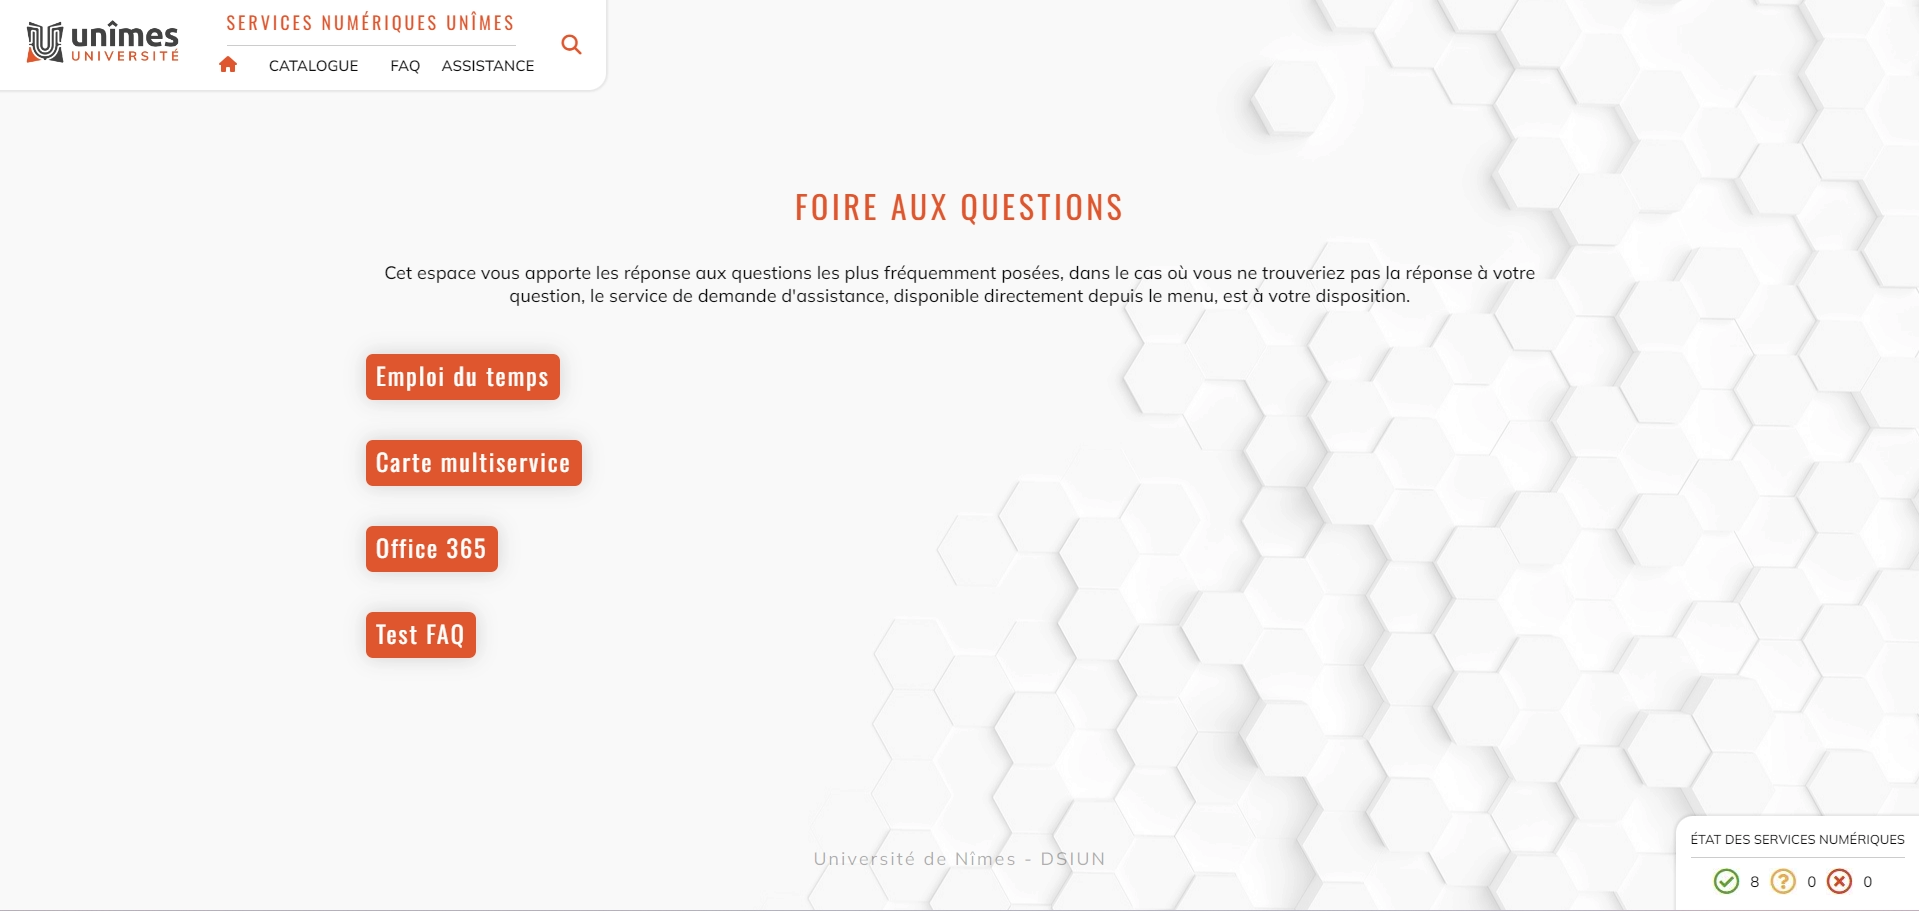 unîmes
UNIVERSITÉ
SERVICES NUMÉRIQUES UNÎMES
CATALOGUE FAQ ASSISTANCE
FOIRE AUX QUESTIONS
Cet espace vous apporte les réponse aux questions les plus fréquemment posées, dans le cas où vous ne trouveriez pas la réponse à votre
question, le service de demande d'assistance, disponible directement depuis le menu, est à votre disposition.
Emploi du temps
Carte multiservice
Office 365
Test FAQ
Université de Nîmes - DSIUN
ÉTAT DES SERVICES NUMÉRIQUES
8 0 0